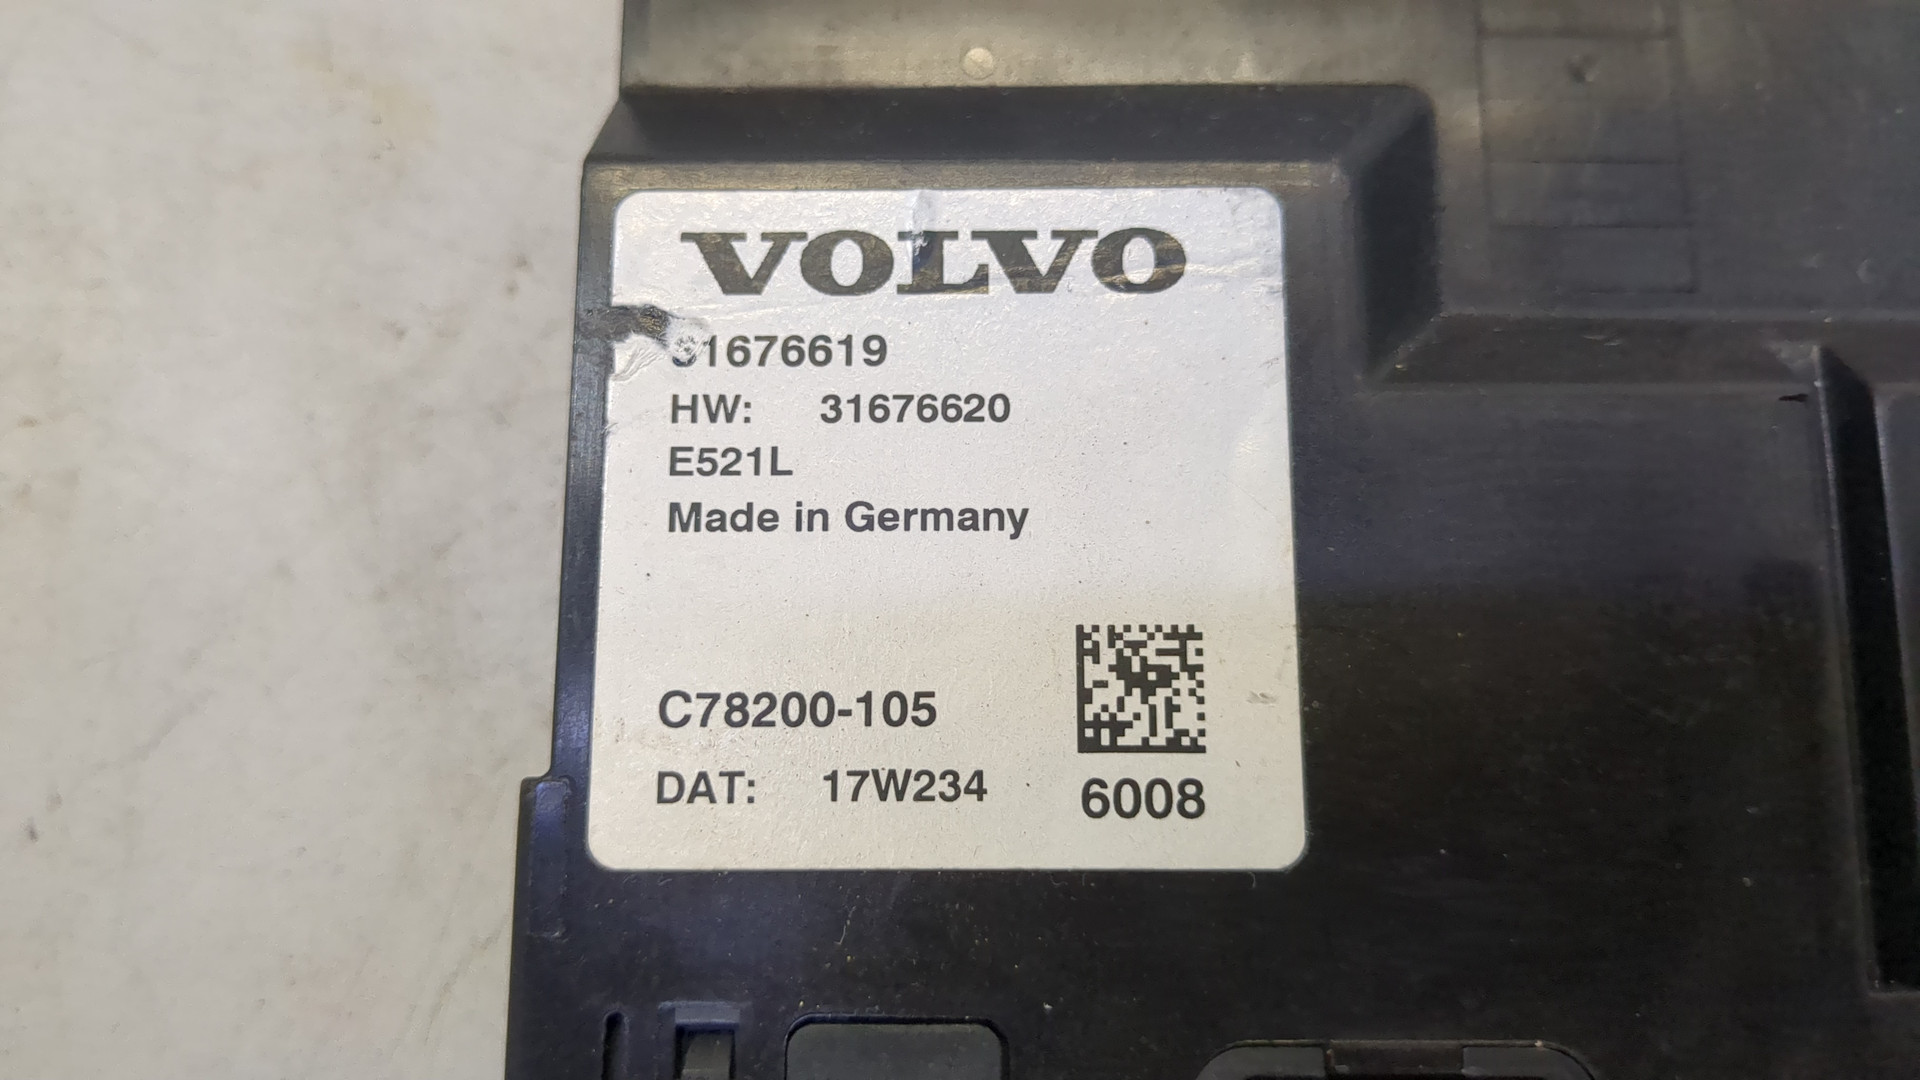 VOLVO
31676619
HW: 31676620
E521L
Made in Germany
C78200-105
DAT: 17W234
6008